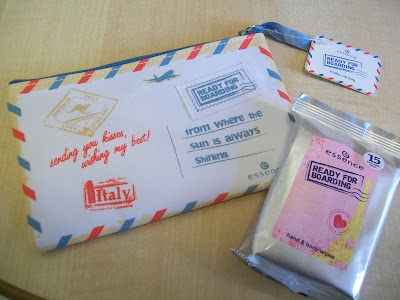 READY FOR
BOARDING
sending you kisses,
wishing my best!
from where the
sun is always
Shining
essence
Italy
essence
READY FOR
BOARDING
essence
15
READY FOR
BOARDING
hand & body wipes